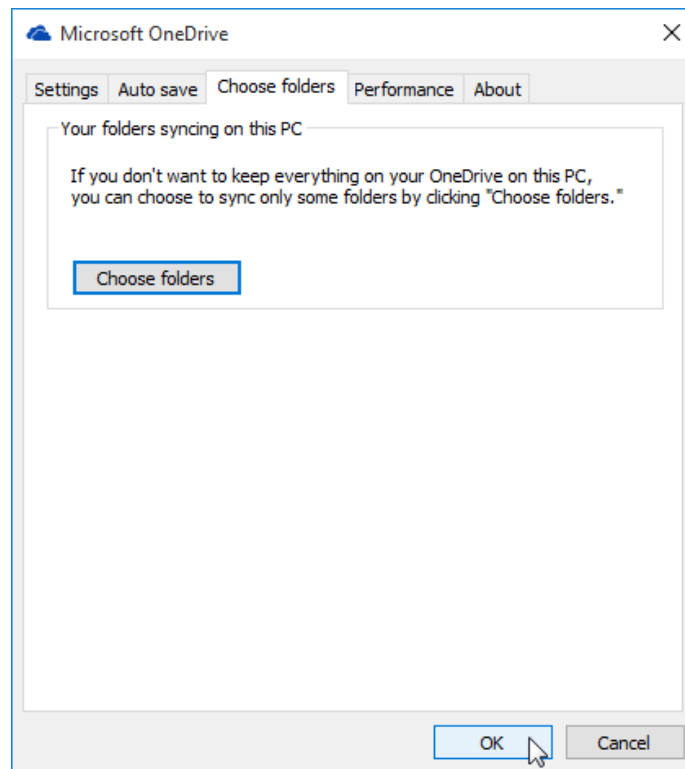 Microsoft OneDrive
Settings Auto save Choose folders Performance About
Your folders syncing on this PC
If you don't want to keep everything on your OneDrive on this PC,
you can choose to sync only some folders by clicking "Choose folders."
Choose folders
OK Cancel